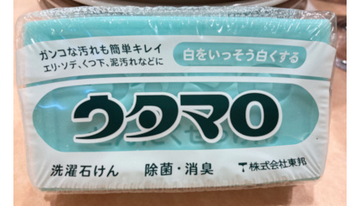 ガンコな汚れも簡単キレイ
エリ・ソデ、くつ下、泥汚れなどに
白をいっそう白くする
ウタマロ
洗濯石けん 除菌・消臭 株式会社東邦